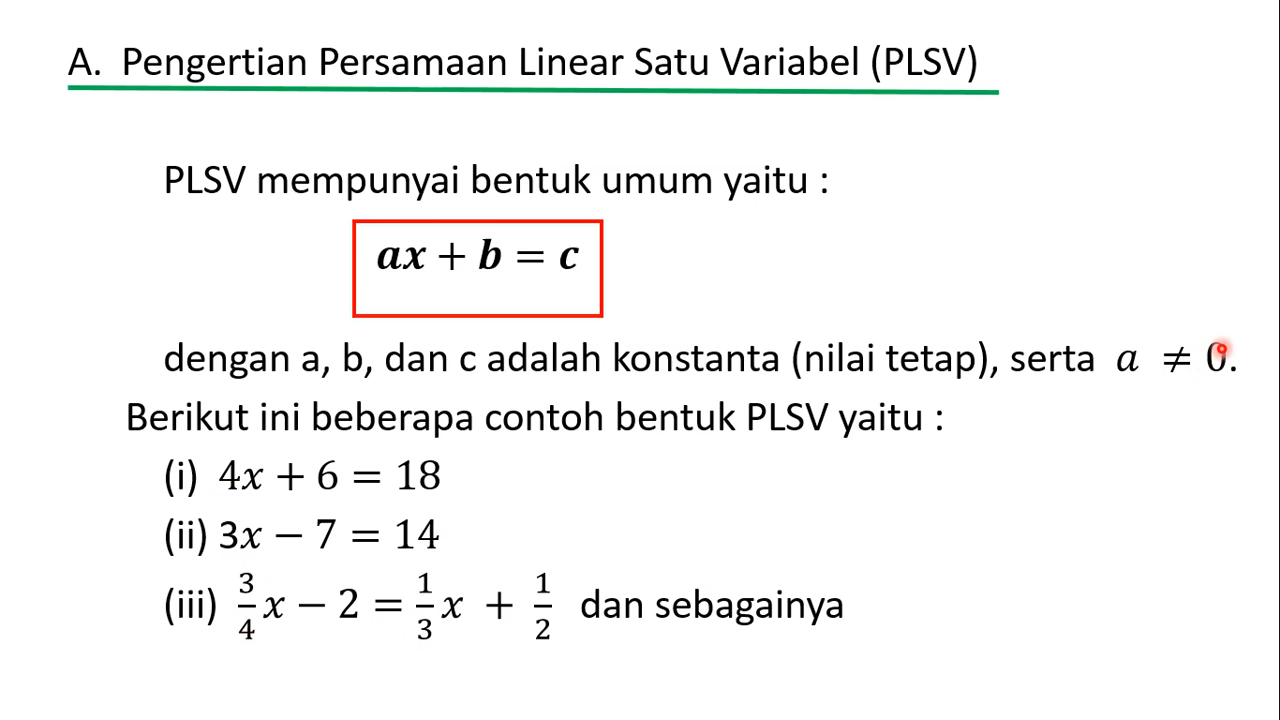 A. Pengertian Persamaan Linear Satu Variabel (PLSV)
PLSV mempunyai bentuk umum yaitu :
ax + b = c
dengan a, b, dan c adalah konstanta (nilai tetap), serta a ≠ 0.
Berikut ini beberapa contoh bentuk PLSV yaitu :
(i) 4x + 6 = 18
(ii) 3x − 7 = 14
(iii) 3/4 x − 2 = 1/3 x + 1/2 dan sebagainya